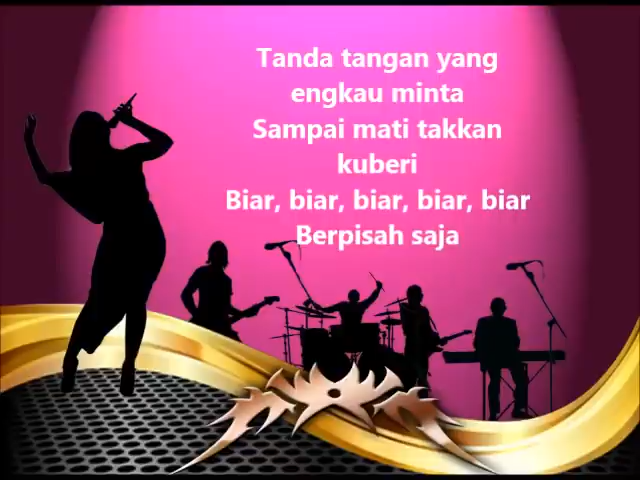 Tanda tangan yang
engkau minta
Sampai mati takkan
kuberi
Biar, biar, biar, biar, biar
Berpisah saja